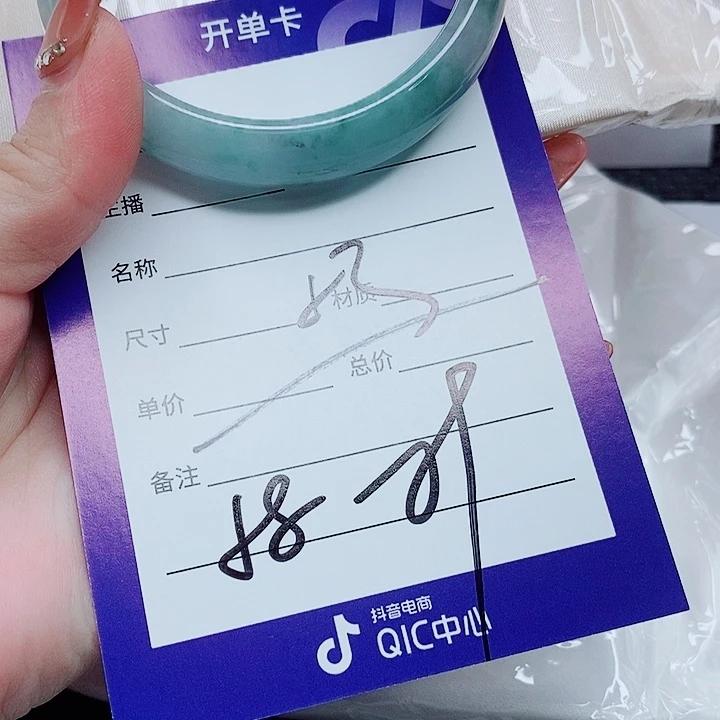 开单卡
主播
名称
尺寸 材质
单价 总价
备注
58
抖音电商
QIC中心